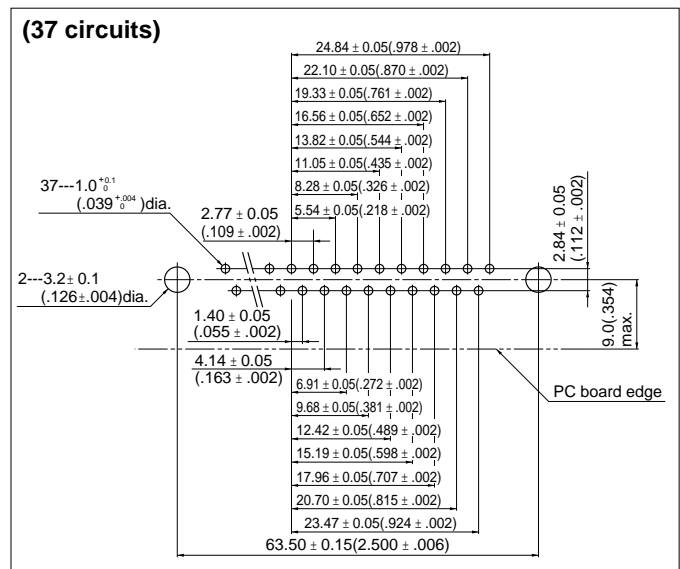 (37 circuits)
24.84 ± 0.05(.978 ± .002)
22.10 ± 0.05(.870 ± .002)
19.33 ± 0.05(.761 ± .002)
16.56 ± 0.05(.652 ± .002)
13.82 ± 0.05(.544 ± .002)
11.05 ± 0.05(.435 ± .002)
8.28 ± 0.05(.326 ± .002)
5.54 ± 0.05(.218 ± .002)
37---1.0 +0.1 0
(.039 +.004 0 )dia.
2.77 ± 0.05
(.109 ± .002)
2.84 ± 0.05
(.112 ± .002)
2---3.2 ± 0.1
(.126±.004)dia.
1.40 ± 0.05
(.055 ± .002)
9.0(.354)
max.
4.14 ± 0.05
(.163 ± .002)
PC board edge
6.91 ± 0.05(.272 ± .002)
9.68 ± 0.05(.381 ± .002)
12.42 ± 0.05(.489 ± .002)
15.19 ± 0.05(.598 ± .002)
17.96 ± 0.05(.707 ± .002)
20.70 ± 0.05(.815 ± .002)
23.47 ± 0.05(.924 ± .002)
63.50 ± 0.15(2.500 ± .006)